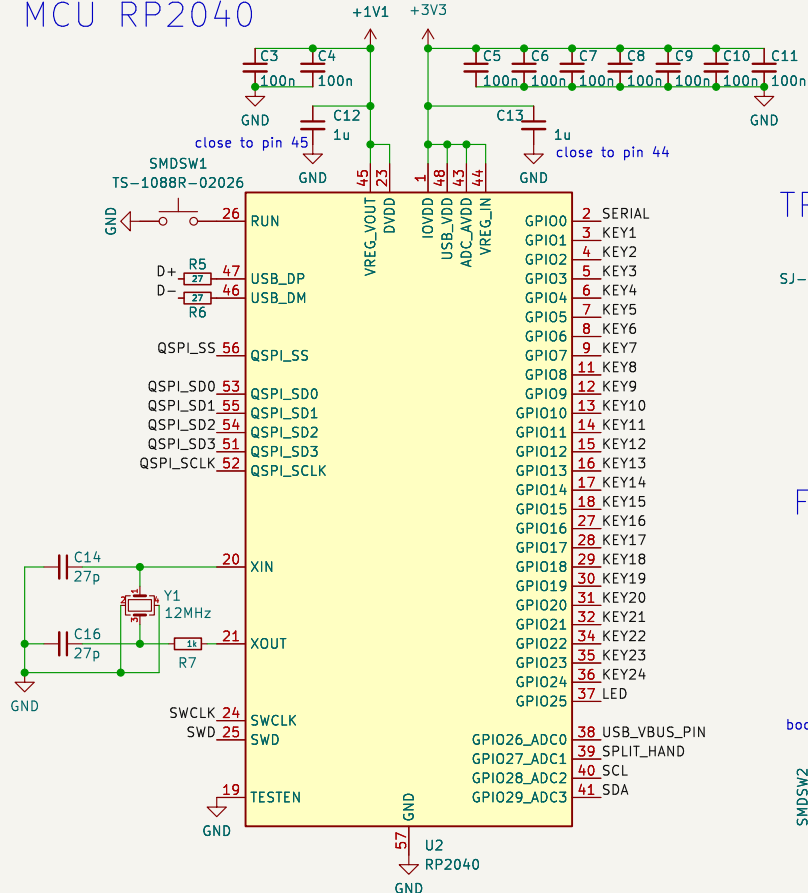 MCU RP2040
+1V1
+3V3
C3
100n
C4
100n
GND
C5
100n
C6
100n
C7
100n
C8
100n
C9
100n
C10
100n
C11
100n
GND
C12
1u
close to pin 45
GND
C13
1u
close to pin 44
GND
SMDSW1
TS-1088R-02026
GND
45 VREG_VOUT
23 DVDD
1 IOVDD
48 USB_VDD
43 ADC_AVDD
44 VREG_IN
26 RUN
D+ R5 27 47 USB_DP
D- 27 R6 46 USB_DM
QSPI_SS 56 QSPI_SS
QSPI_SD0 53 QSPI_SD0
QSPI_SD1 55 QSPI_SD1
QSPI_SD2 54 QSPI_SD2
QSPI_SD3 51 QSPI_SD3
QSPI_SCLK 52 QSPI_SCLK
C14
27p
20 XIN
Y1
12MHz
1
2
3
4
C16
27p
1k
R7
21 XOUT
GND
SWCLK 24 SWCLK
SWD 25 SWD
19 TESTEN
GND
GPIO0 2 SERIAL
GPIO1 3 KEY1
GPIO2 4 KEY2
GPIO3 5 KEY3
GPIO4 6 KEY4
GPIO5 7 KEY5
GPIO6 8 KEY6
GPIO7 9 KEY7
GPIO8 11 KEY8
GPIO9 12 KEY9
GPIO10 13 KEY10
GPIO11 14 KEY11
GPIO12 15 KEY12
GPIO13 16 KEY13
GPIO14 17 KEY14
GPIO15 18 KEY15
GPIO16 27 KEY16
GPIO17 28 KEY17
GPIO18 29 KEY18
GPIO19 30 KEY19
GPIO20 31 KEY20
GPIO21 32 KEY21
GPIO22 34 KEY22
GPIO23 35 KEY23
GPIO24 36 KEY24
GPIO25 37 LED
GPIO26_ADC0 38 USB_VBUS_PIN
GPIO27_ADC1 39 SPLIT_HAND
GPIO28_ADC2 40 SCL
GPIO29_ADC3 41 SDA
GND
57
U2
RP2040
GND
SJ-
SMDSW2